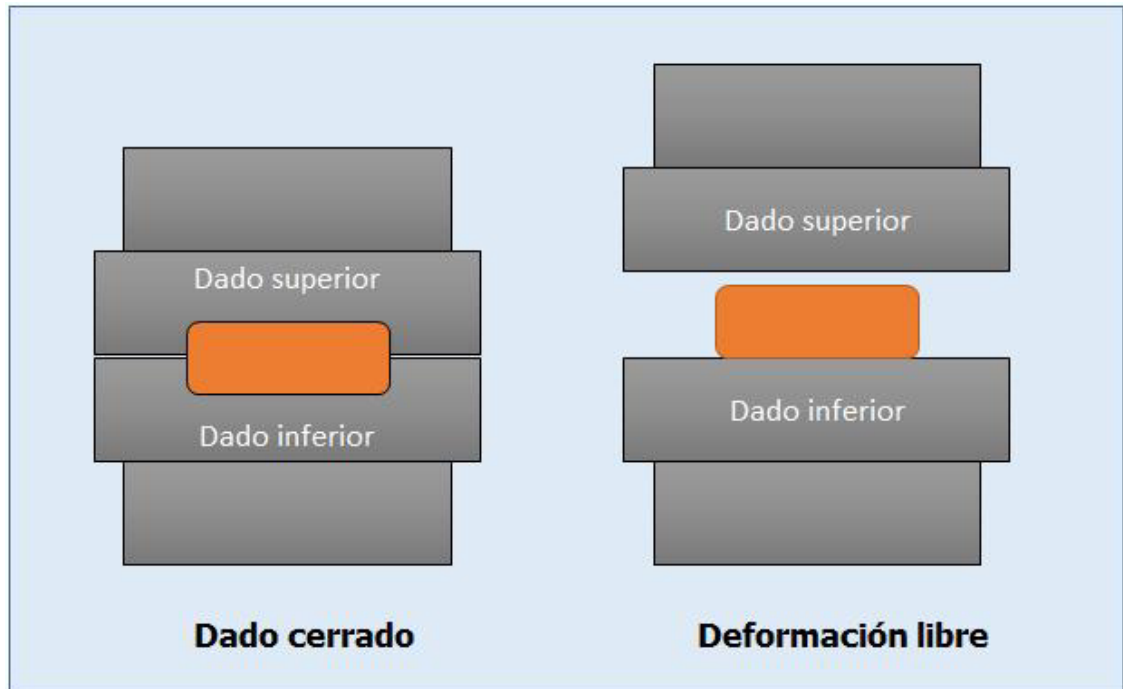 Dado superior
Dado inferior
Dado cerrado
Dado superior
Dado inferior
Deformación libre